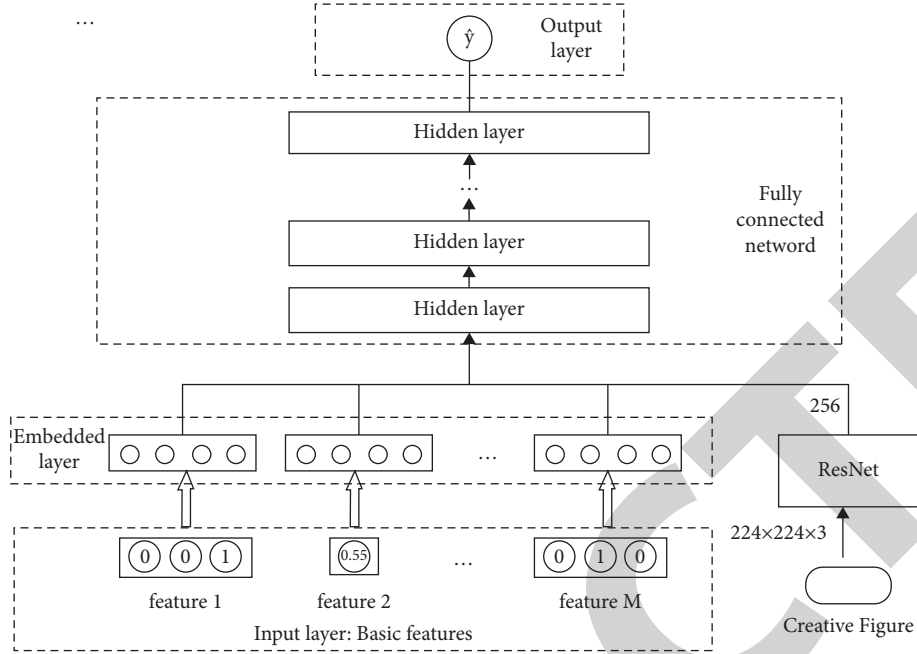 ...
ŷ
Output
layer
Hidden layer
...
Hidden layer
Hidden layer
Fully
connected
netword
256
Embedded
layer
...
ResNet
224×224×3
0 0 1
0.55
...
0 1 0
feature 1
feature 2
feature M
Input layer: Basic features
Creative Figure